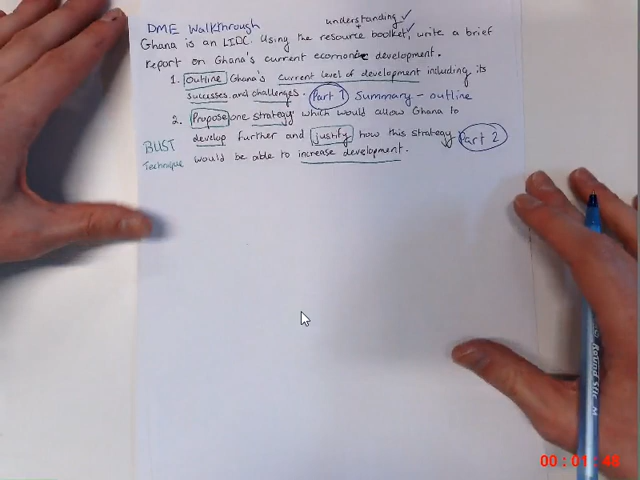 DME Walkthrough
understanding ✓
+
Ghana is an LIDC. Using the resource booklet, ✓ write a brief
report on Ghana's current economic development.
1. Outline Ghana's current level of development including its
successes and challenges. Part 1 Summary - outline
2. Propose one strategy which would allow Ghana to
develop further and justify how this strategy Part 2
would be able to increase development.
BUST
Technique
Round Stic M
00:01:48